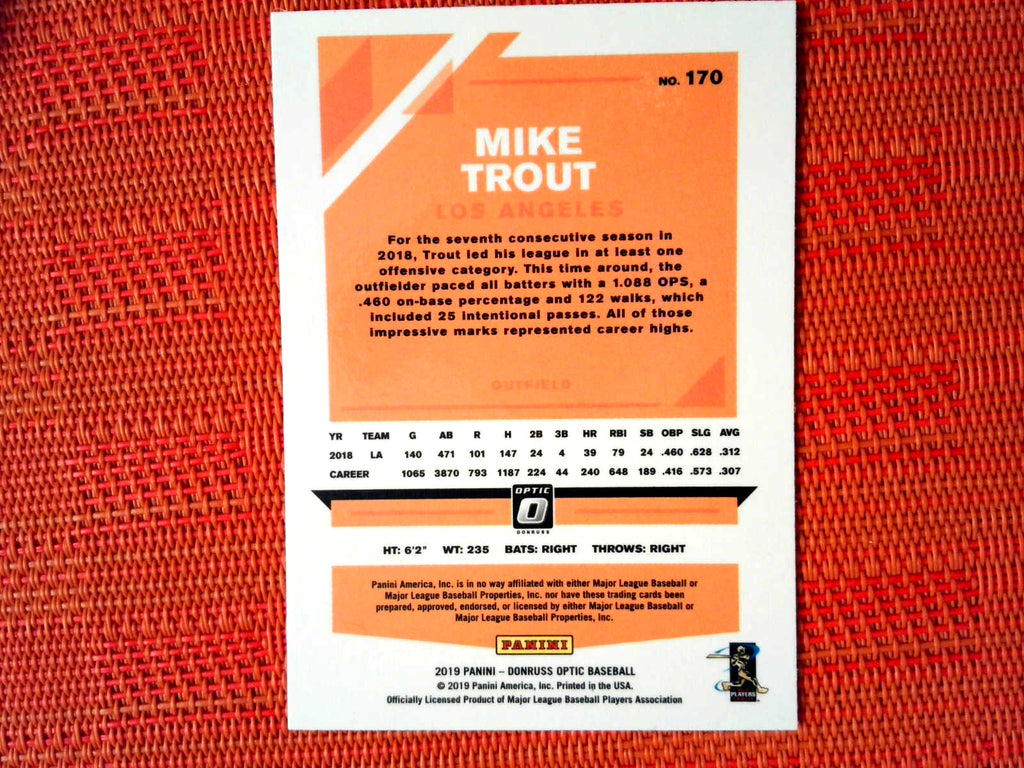 NO. 170
MIKE
TROUT
LOS ANGELES
For the seventh consecutive season in
2018, Trout led his league in at least one
offensive category. This time around, the
outfielder paced all batters with a 1.088 OPS, a
.460 on-base percentage and 122 walks, which
included 25 intentional passes. All of those
impressive marks represented career highs.
OUTFIELD
YR TEAM G AB R H 2B 3B HR RBI SB OBP SLG AVG
2018 LA 140 471 101 147 24 4 39 79 24 .460 .628 .312
CAREER 1065 3870 793 1187 224 44 240 648 189 .416 .573 .307
OPTIC
O
DONRUSS
HT: 6'2" WT: 235 BATS: RIGHT THROWS: RIGHT
Panini America, Inc. is in no way affiliated with either Major League Baseball or
Major League Baseball Properties, Inc. nor have these trading cards been
prepared, approved, endorsed, or licensed by either Major League Baseball or
Major League Baseball Properties, Inc.
PANINI
2019 PANINI – DONRUSS OPTIC BASEBALL
© 2019 Panini America, Inc. Printed in the USA.
Officially Licensed Product of Major League Baseball Players Association
PLAYERS